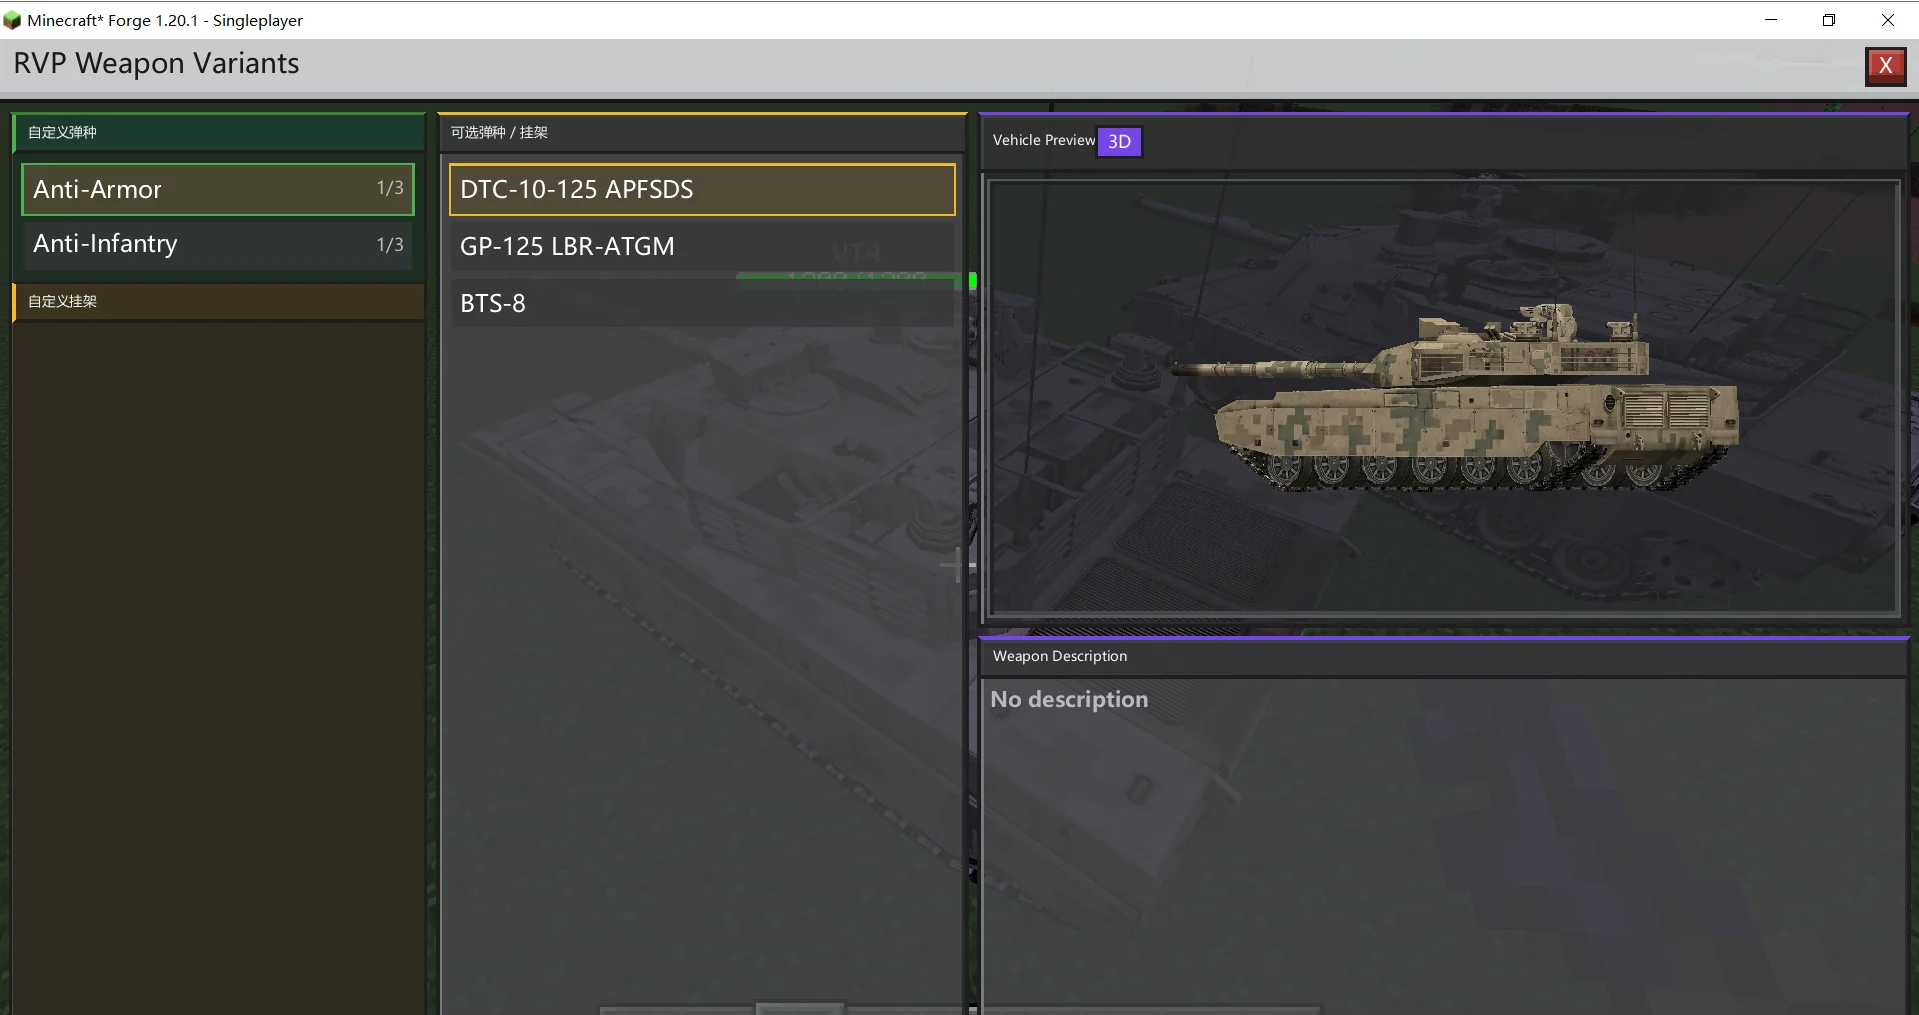 Minecraft* Forge 1.20.1 - Singleplayer
RVP Weapon Variants
X
自定义弹种
Anti-Armor 1/3
Anti-Infantry 1/3
自定义挂架
可选弹种 / 挂架
DTC-10-125 APFSDS
GP-125 LBR-ATGM
VT4
BTS-8
Vehicle Preview 3D
Weapon Description
No description